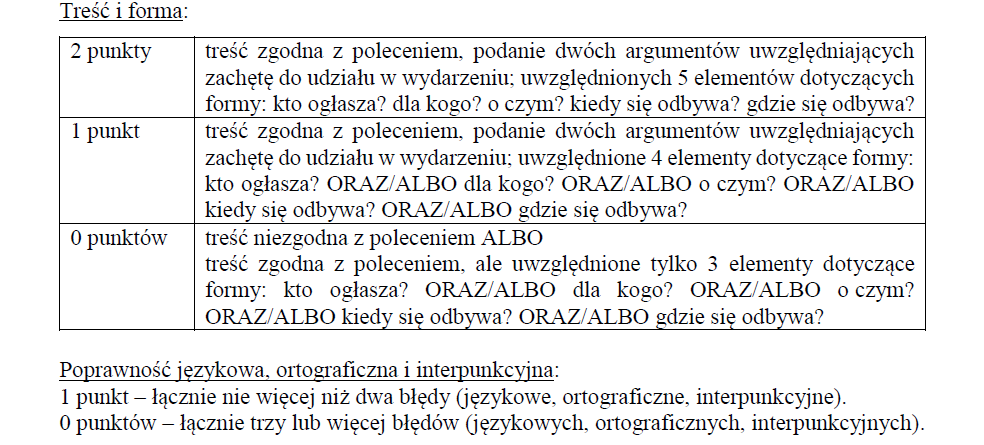 Treść i forma:
2 punkty
treść zgodna z poleceniem, podanie dwóch argumentów uwzględniających
zachętę do udziału w wydarzeniu; uwzględnionych 5 elementów dotyczących
formy: kto ogłasza? dla kogo? o czym? kiedy się odbywa? gdzie się odbywa?
1 punkt
treść zgodna z poleceniem, podanie dwóch argumentów uwzględniających
zachętę do udziału w wydarzeniu; uwzględnione 4 elementy dotyczące formy:
kto ogłasza? ORAZ/ALBO dla kogo? ORAZ/ALBO o czym? ORAZ/ALBO
kiedy się odbywa? ORAZ/ALBO gdzie się odbywa?
0 punktów
treść niezgodna z poleceniem ALBO
treść zgodna z poleceniem, ale uwzględnione tylko 3 elementy dotyczące
formy: kto ogłasza? ORAZ/ALBO dla kogo? ORAZ/ALBO o czym?
ORAZ/ALBO kiedy się odbywa? ORAZ/ALBO gdzie się odbywa?
Poprawność językowa, ortograficzna i interpunkcyjna:
1 punkt – łącznie nie więcej niż dwa błędy (językowe, ortograficzne, interpunkcyjne).
0 punktów – łącznie trzy lub więcej błędów (językowych, ortograficznych, interpunkcyjnych).